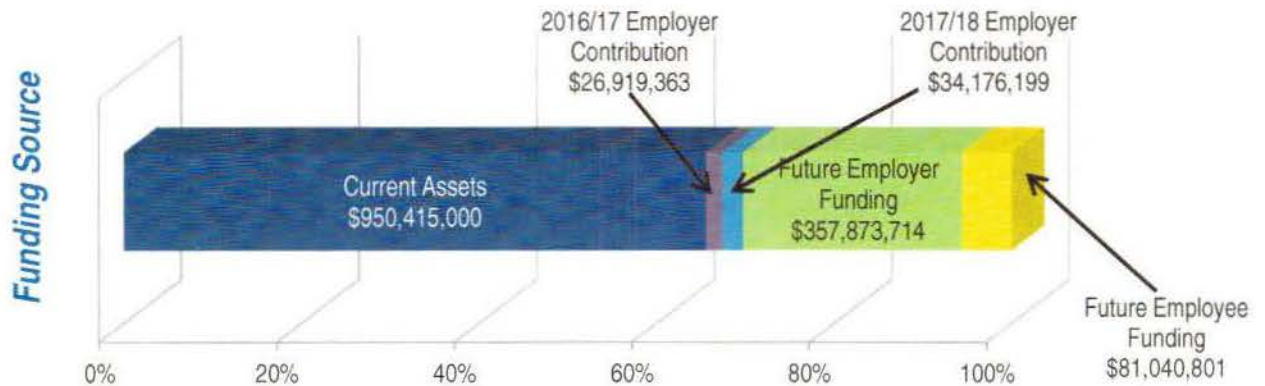 2016/17 Employer
Contribution
$26,919,363
2017/18 Employer
Contribution
$34,176,199
Funding Source
Current Assets
$950,415,000
Future Employer
Funding
$357,873,714
Future Employee
Funding
$81,040,801
0%
20%
40%
60%
80%
100%